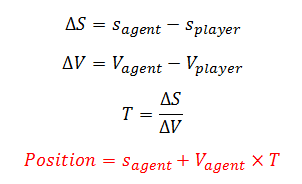 ΔS = s_agent − s_player
ΔV = V_agent − V_player
T = ΔS/ΔV
Position = s_agent + V_agent × T